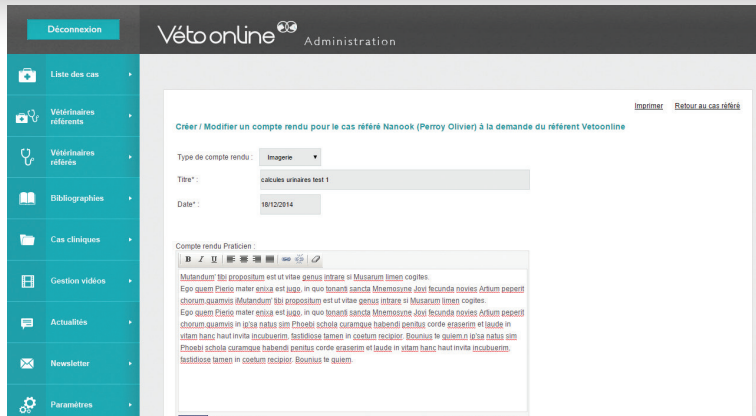 Déconnexion
Véto online Administration
Liste des cas
Vétérinaires référents
Vétérinaires référés
Bibliographies
Cas cliniques
Gestion vidéos
Actualités
Newsletter
Paramètres
Imprimer Retour au cas référé
Créer / Modifier un compte rendu pour le cas référé Nanook (Perroy Olivier) à la demande du référent Vetoonline
Type de compte rendu : Imagerie
Titre* : calcules urinaires test 1
Date* : 18/12/2014
Compte rendu Praticien :
B I U
Mutandum' tibi propositum est ut vitae genus intrare si Musarum limen cogites.
Ego quem Pierio mater enixa est jugo, in quo tonanti sancta Mnemosyne Jovi fecunda novies Artium peperit
chorum,quamvis iMutandum' tibi propositum est ut vitae genus intrare si Musarum limen cogites.
Ego quem Pierio mater enixa est jugo, in quo tonanti sancta Mnemosyne Jovi fecunda novies Artium peperit
chorum,quamvis in ip'sa natus sim Phoebi schola curamque habendi penitus corde eraserim et laude in
vitam hanc haut invita incubuerim, fastidiose tamen in coetum recipior. Bounius te quiem.n ip'sa natus sim
Phoebi schola curamque habendi penitus corde eraserim et laude in vitam hanc haut invita incubuerim,
fastidiose tamen in coetum recipior. Bounius te quiem.